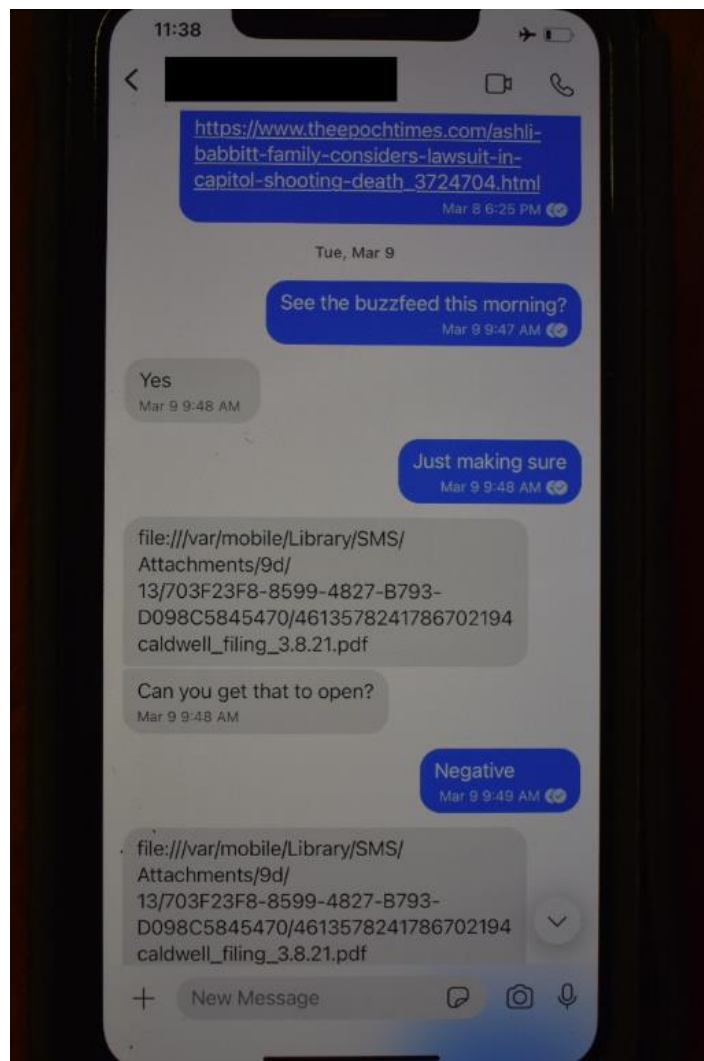 11:38
https://www.theepochtimes.com/ashli-
babbitt-family-considers-lawsuit-in-
capitol-shooting-death_3724704.html
Mar 8 6:25 PM
Tue, Mar 9
See the buzzfeed this morning?
Mar 9 9:47 AM
Yes
Mar 9 9:48 AM
Just making sure
Mar 9 9:48 AM
file:///var/mobile/Library/SMS/
Attachments/9d/
13/703F23F8-8599-4827-B793-
D098C5845470/4613578241786702194
caldwell_filing_3.8.21.pdf
Can you get that to open?
Mar 9 9:48 AM
Negative
Mar 9 9:49 AM
file:///var/mobile/Library/SMS/
Attachments/9d/
13/703F23F8-8599-4827-B793-
D098C5845470/4613578241786702194
caldwell_filing_3.8.21.pdf
New Message